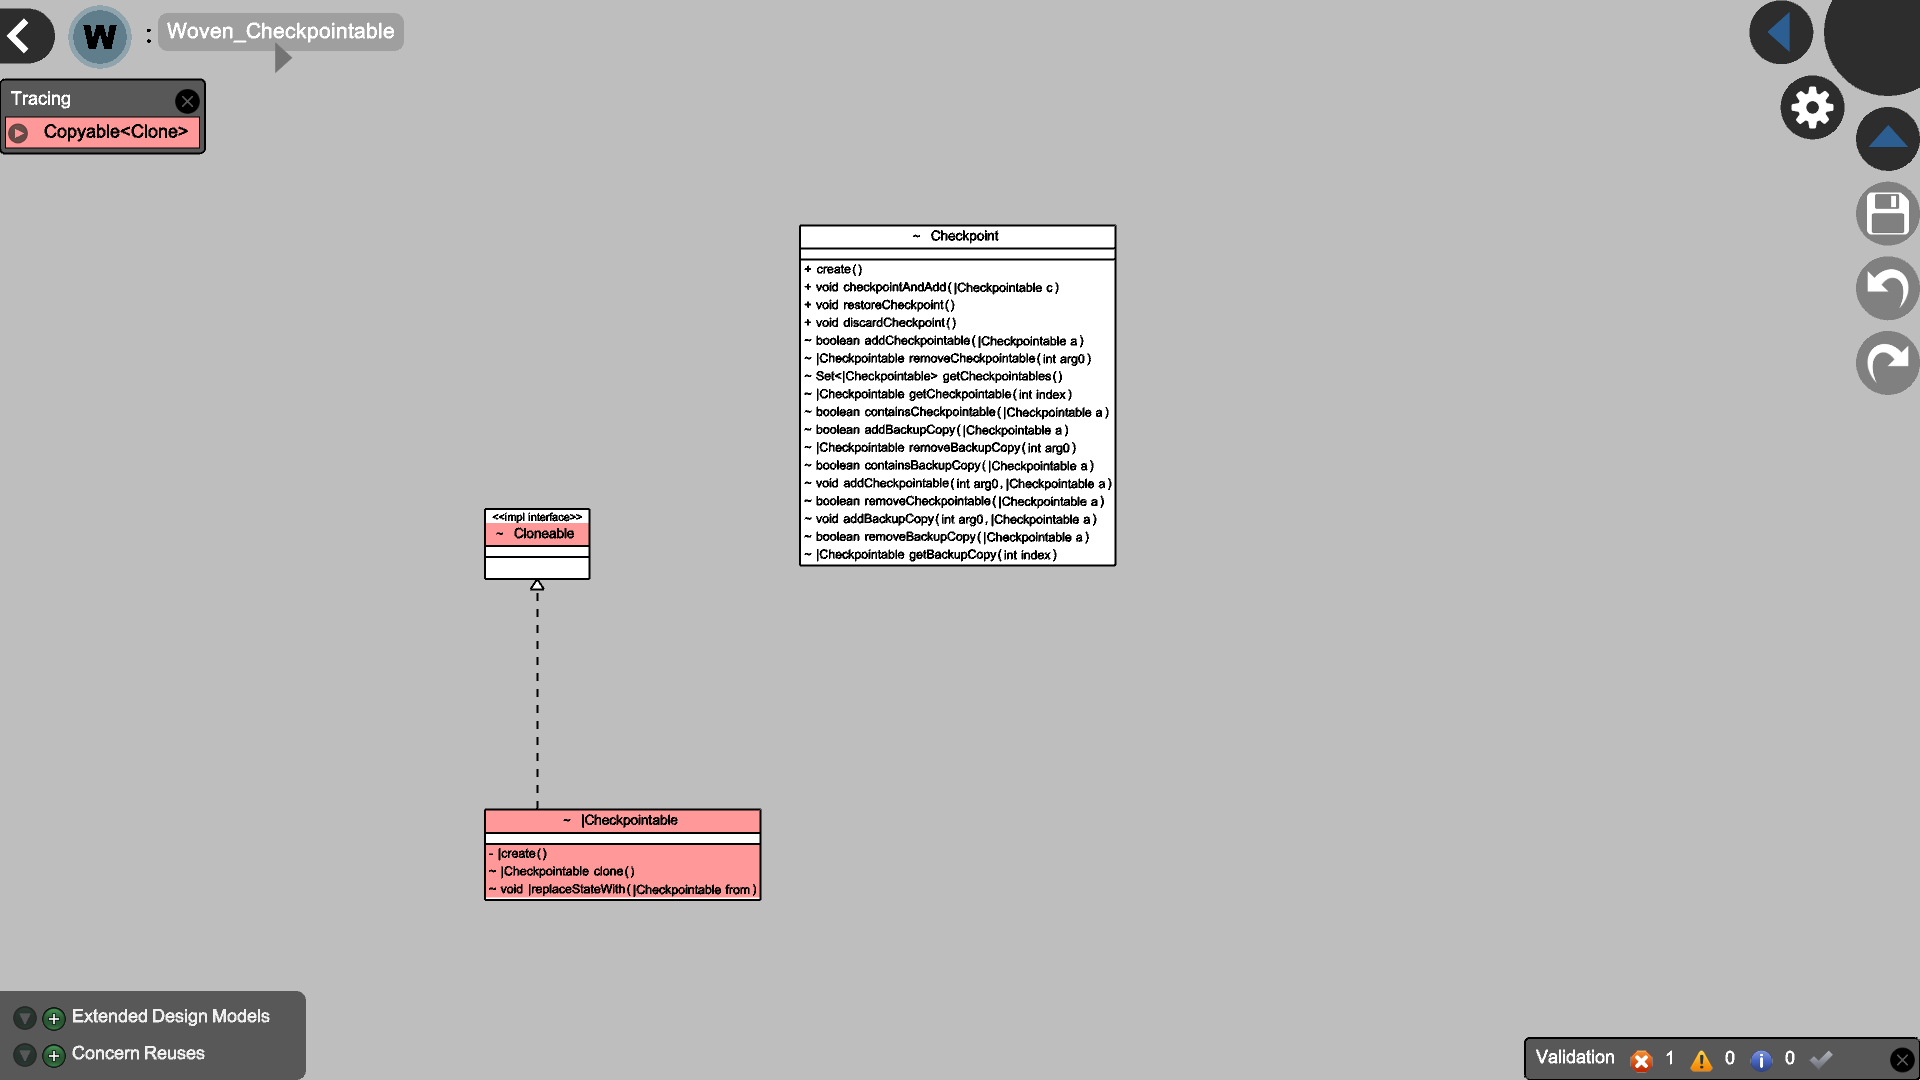 W : Woven_Checkpointable
Tracing
Copyable<Clone>
~ Checkpoint
+ create()
+ void checkpointAndAdd(|Checkpointable c)
+ void restoreCheckpoint()
+ void discardCheckpoint()
~ boolean addCheckpointable(|Checkpointable a)
~ |Checkpointable removeCheckpointable(int arg0)
~ Set<|Checkpointable> getCheckpointables()
~ |Checkpointable getCheckpointable(int index)
~ boolean containsCheckpointable(|Checkpointable a)
~ boolean addBackupCopy(|Checkpointable a)
~ |Checkpointable removeBackupCopy(int arg0)
~ boolean containsBackupCopy(|Checkpointable a)
~ void addCheckpointable(int arg0,|Checkpointable a)
~ boolean removeCheckpointable(|Checkpointable a)
~ void addBackupCopy(int arg0,|Checkpointable a)
~ boolean removeBackupCopy(|Checkpointable a)
~ |Checkpointable getBackupCopy(int index)
<<impl interface>>
~ Cloneable
~ |Checkpointable
- |create()
~ |Checkpointable clone()
~ void |replaceStateWith(|Checkpointable from)
Extended Design Models
Concern Reuses
Validation 1 0 0